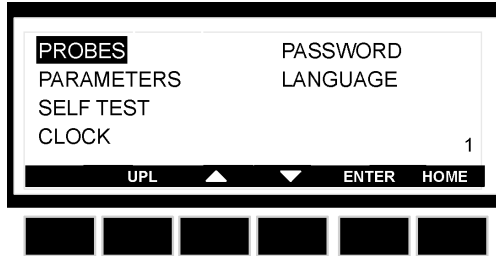 PROBES PASSWORD
PARAMETERS LANGUAGE
SELF TEST
CLOCK
1
UPL ENTER HOME